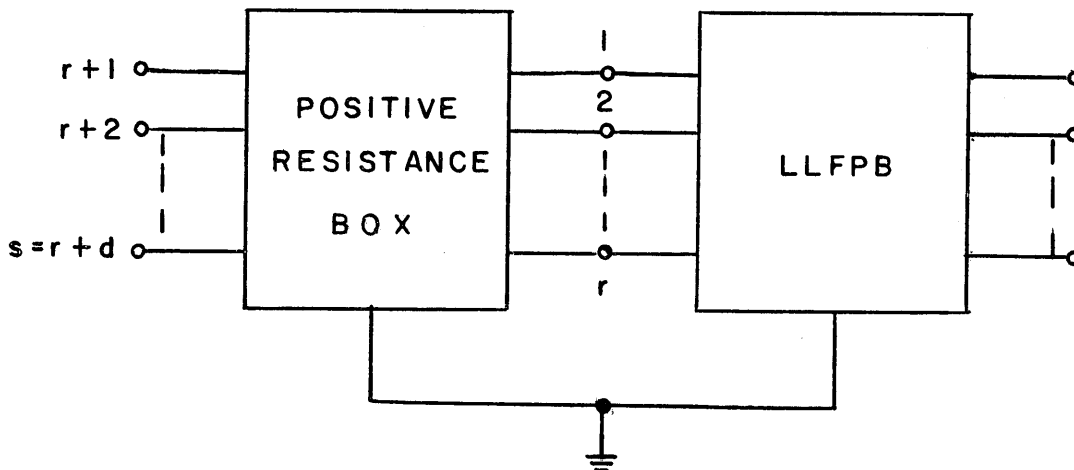 r+1
r+2
s=r+d
POSITIVE
RESISTANCE
BOX
1
2
r
LLFPB